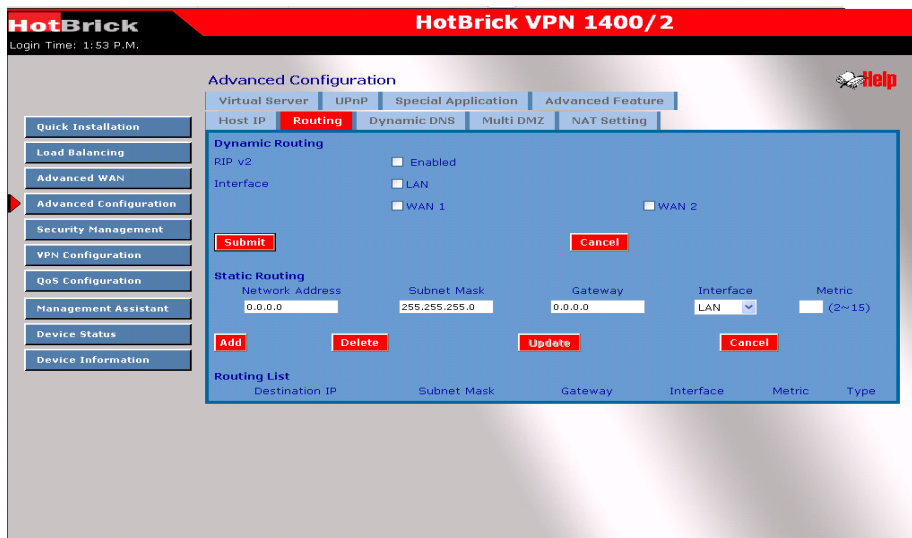 HotBrick
HotBrick VPN 1400/2
Login Time: 1:53 P.M.
Advanced Configuration
Help
Virtual Server UPnP Special Application Advanced Feature
Host IP Routing Dynamic DNS Multi DMZ NAT Setting
Quick Installation
Load Balancing
Advanced WAN
Advanced Configuration
Security Management
VPN Configuration
QoS Configuration
Management Assistant
Device Status
Device Information
Dynamic Routing
RIP v2 Enabled
Interface LAN
WAN 1 WAN 2
Submit Cancel
Static Routing
Network Address Subnet Mask Gateway Interface Metric
0.0.0.0 255.255.255.0 0.0.0.0 LAN (2~15)
Add Delete Update Cancel
Routing List
Destination IP Subnet Mask Gateway Interface Metric Type